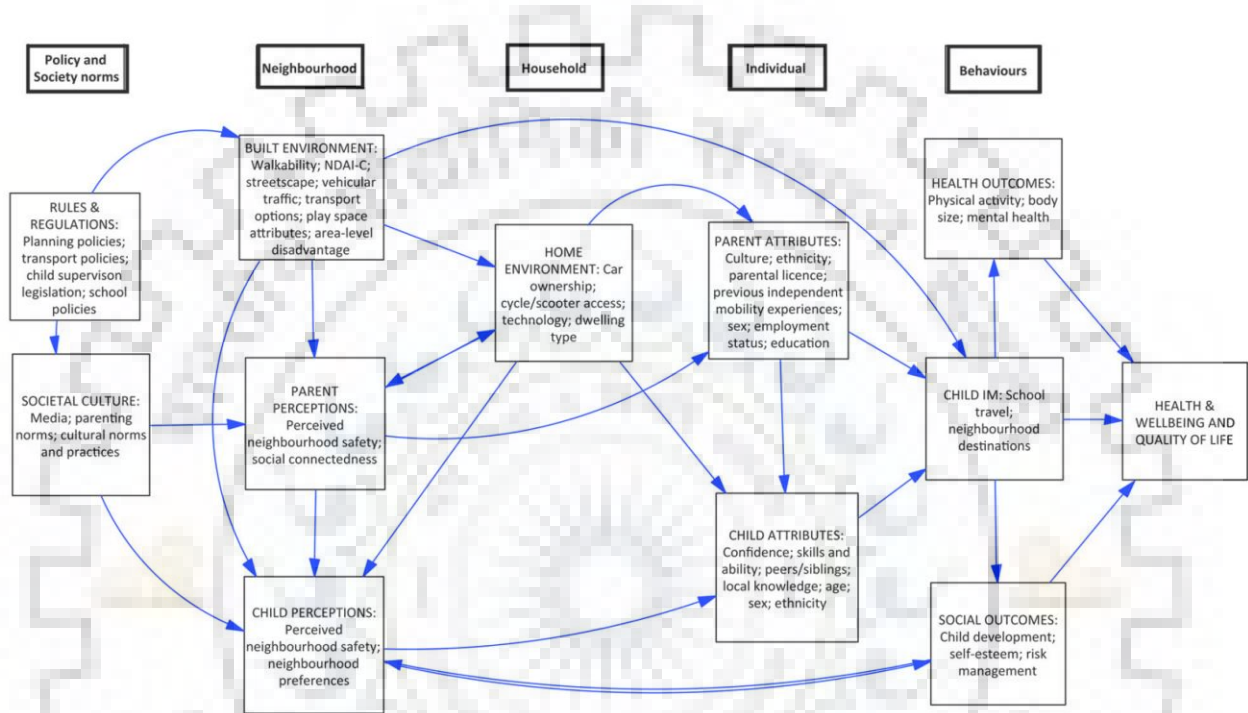 Policy and
Society norms
Neighbourhood
Household
Individual
Behaviours
RULES &
REGULATIONS:
Planning policies;
transport policies;
child supervison
legislation; school
policies
SOCIETAL CULTURE:
Media; parenting
norms; cultural norms
and practices
BUILT ENVIRONMENT:
Walkability; NDAI-C;
streetscape; vehicular
traffic; transport
options; play space
attributes; area-level
disadvantage
PARENT
PERCEPTIONS:
Perceived
neighbourhood safety;
social connectedness
CHILD PERCEPTIONS:
Perceived
neighbourhood safety;
neighbourhood
preferences
HOME
ENVIRONMENT: Car
ownership;
cycle/scooter access;
technology; dwelling
type
PARENT ATTRIBUTES:
Culture; ethnicity;
parental licence;
previous independent
mobility experiences;
sex; employment
status; education
CHILD ATTRIBUTES:
Confidence; skills and
ability; peers/siblings;
local knowledge; age;
sex; ethnicity
HEALTH OUTCOMES:
Physical activity; body
size; mental health
CHILD IM: School
travel;
neighbourhood
destinations
SOCIAL OUTCOMES:
Child development;
self-esteem; risk
management
HEALTH &
WELLBEING AND
QUALITY OF LIFE